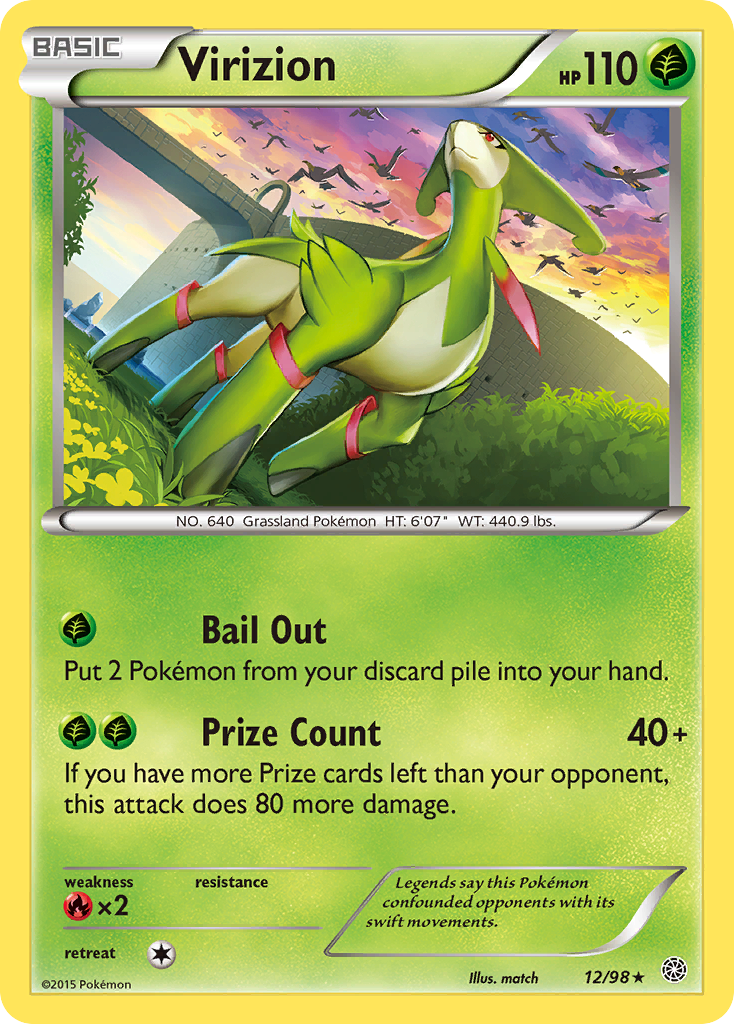 BASIC
Virizion
HP110
NO. 640 Grassland Pokémon HT: 6'07" WT: 440.9 lbs.
Bail Out
Put 2 Pokémon from your discard pile into your hand.
Prize Count 40+
If you have more Prize cards left than your opponent,
this attack does 80 more damage.
weakness resistance
×2
retreat
Legends say this Pokémon
confounded opponents with its
swift movements.
©2015 Pokémon
Illus. match
12/98 ★